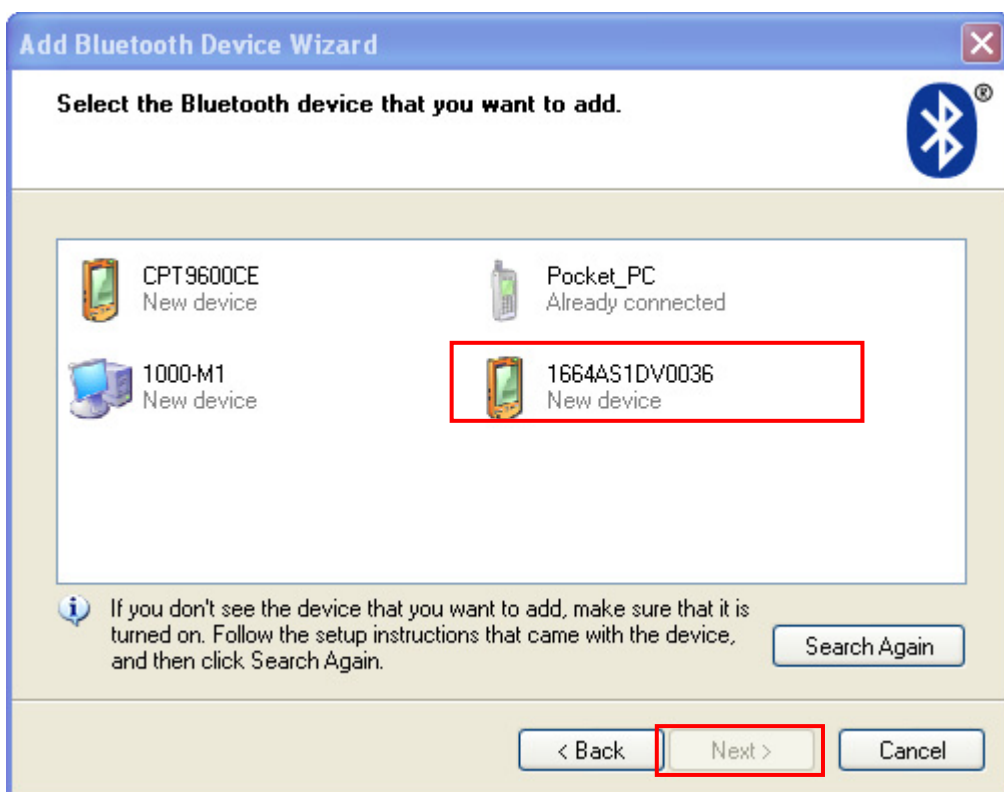 Add Bluetooth Device Wizard
Select the Bluetooth device that you want to add.
®
CPT9600CE
New device
Pocket_PC
Already connected
1000-M1
New device
1664AS1DV0036
New device
If you don't see the device that you want to add, make sure that it is
turned on. Follow the setup instructions that came with the device,
and then click Search Again.
Search Again
< Back
Next >
Cancel